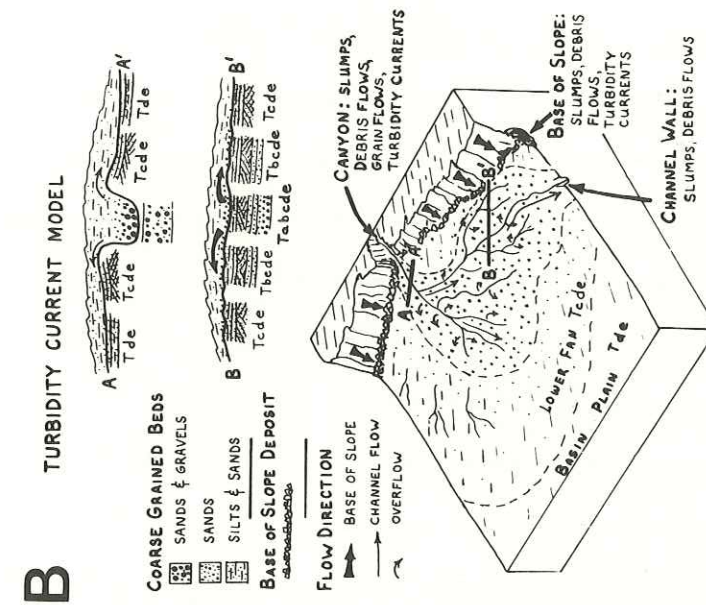 B
TURBIDITY CURRENT MODEL
A
A'
Tde
Tcde
Tcde
Tde
B
B'
Tcde
Tbcde
Tabcde
Tbcde
Tcde
COARSE GRAINED BEDS
SANDS & GRAVELS
SANDS
SILTS & SANDS
BASE OF SLOPE DEPOSIT
FLOW DIRECTION
BASE OF SLOPE
CHANNEL FLOW
OVERFLOW
CANYON: SLUMPS,
DEBRIS FLOWS,
GRAIN FLOWS,
TURBIDITY CURRENTS
BASE OF SLOPE:
SLUMPS, DEBRIS
FLOWS,
TURBIDITY
CURRENTS
CHANNEL WALL:
SLUMPS, DEBRIS FLOWS
A
A'
B
B'
LOWER FAN Tcde
BASIN PLAIN Tde